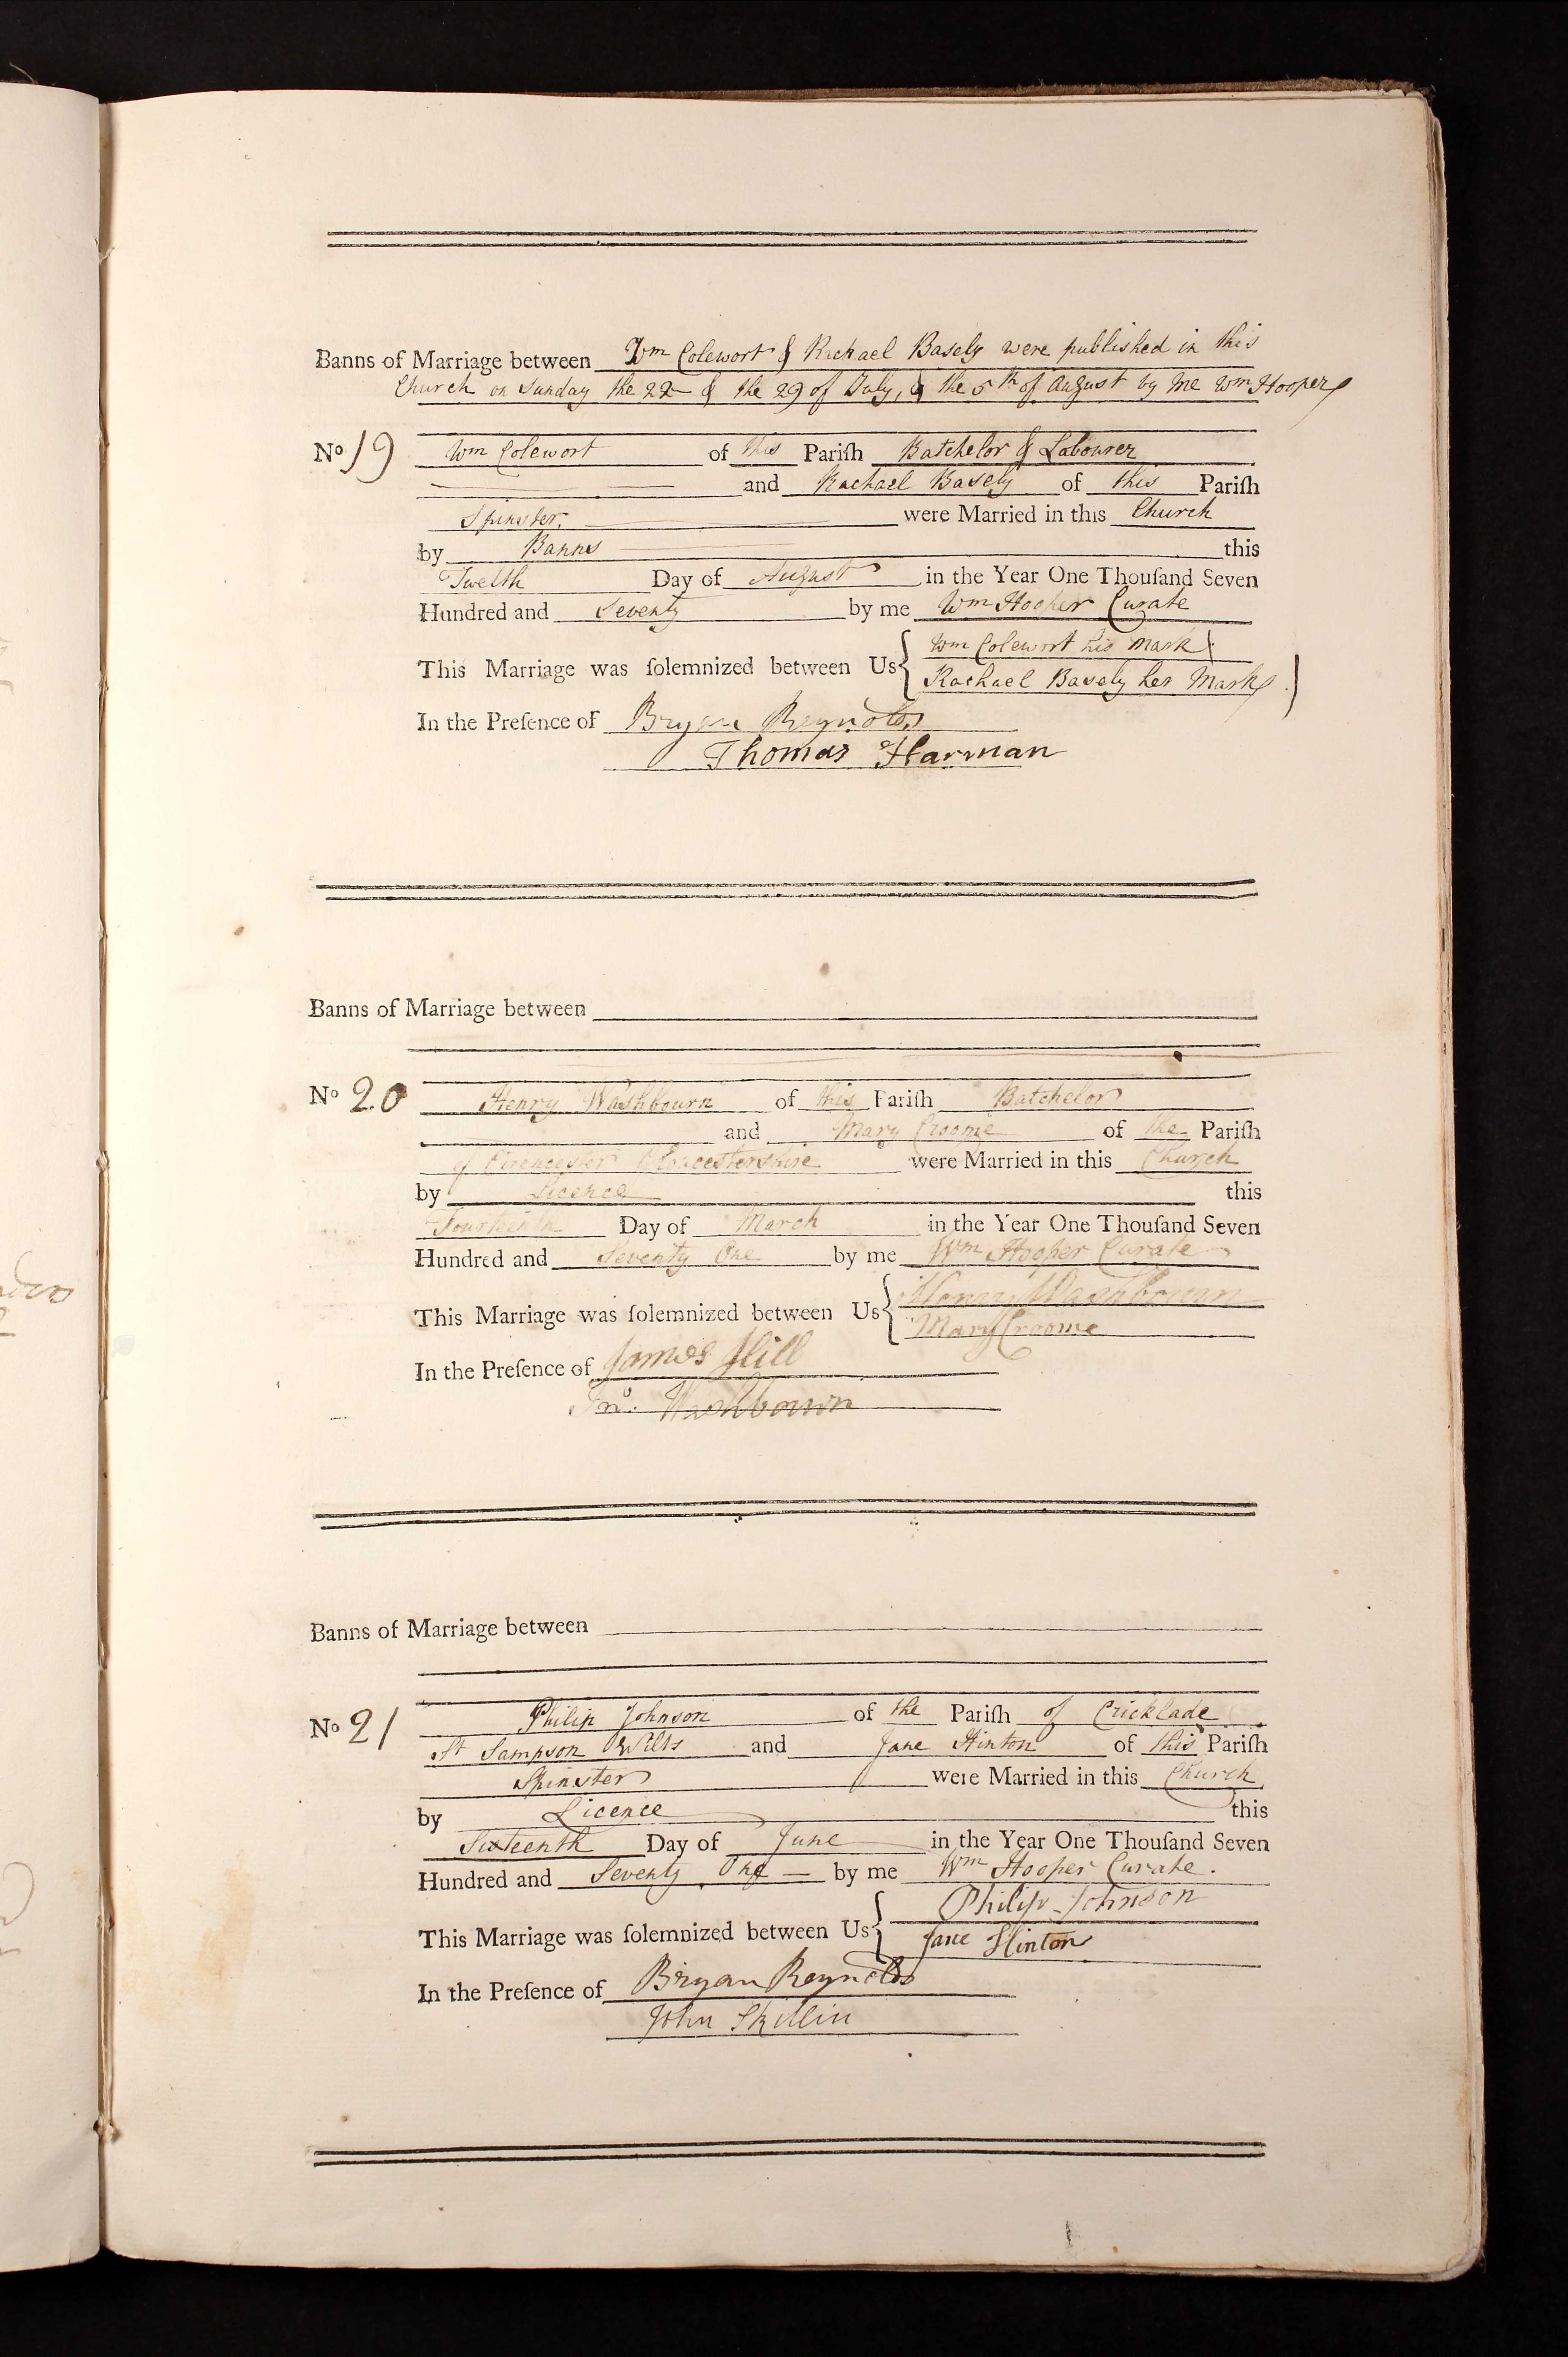 Banns of Marriage between Wm Colewort & Rachael Basely were published in this
Church on Sunday the 22 & the 29 of July, & the 5th of August by me Wm Hooper
No 19 Wm Colewort of this Pariſh Batchelor & Labourer
and Rachael Basely of this Pariſh
Spinster. were Married in this Church
by Banns this
Twelth Day of August in the Year One Thouſand Seven
Hundred and Seventy by me Wm Hooper Curate
Wm Colewort his Mark
This Marriage was ſolemnized between Us
Rachael Basely her Mark
In the Preſence of Bryan Reynolds
Thomas Harman
Banns of Marriage between
No 20 Henry Washbourn of this Pariſh Batchelor
and Mary Croome of the Pariſh
of Cirencester Gloucestershire were Married in this Church
by Licence this
Fourteenth Day of March in the Year One Thouſand Seven
Hundred and Seventy One by me Wm Hooper Curate
Henry Washbourn
This Marriage was ſolemnized between Us
Mary Croome
In the Preſence of James Hill
Jno. Washbourn
Banns of Marriage between
No 21 Philip Johnson of the Pariſh of Cricklade
St Sampson Wilts and Jane Hinton of this Pariſh
Spinster were Married in this Church
by Licence this
Sixteenth Day of June in the Year One Thouſand Seven
Hundred and Seventy One by me Wm Hooper Curate.
Philip Johnson
This Marriage was ſolemnized between Us
Jane Hinton
In the Preſence of Bryan Reynolds
John Skillin